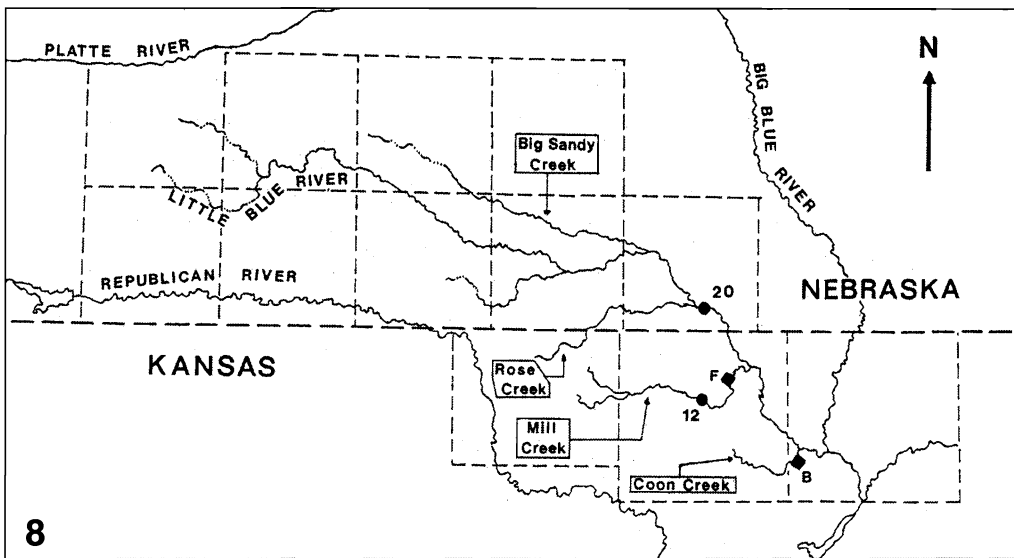 PLATTE RIVER
N
BIG BLUE RIVER
Big Sandy
Creek
LITTLE BLUE RIVER
REPUBLICAN RIVER
20
NEBRASKA
KANSAS
Rose
Creek
F
12
Mill
Creek
Coon Creek
B
8